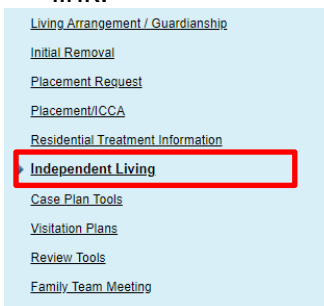 link.
Living Arrangement / Guardianship
Initial Removal
Placement Request
Placement/ICCA
Residential Treatment Information
Independent Living
Case Plan Tools
Visitation Plans
Review Tools
Family Team Meeting